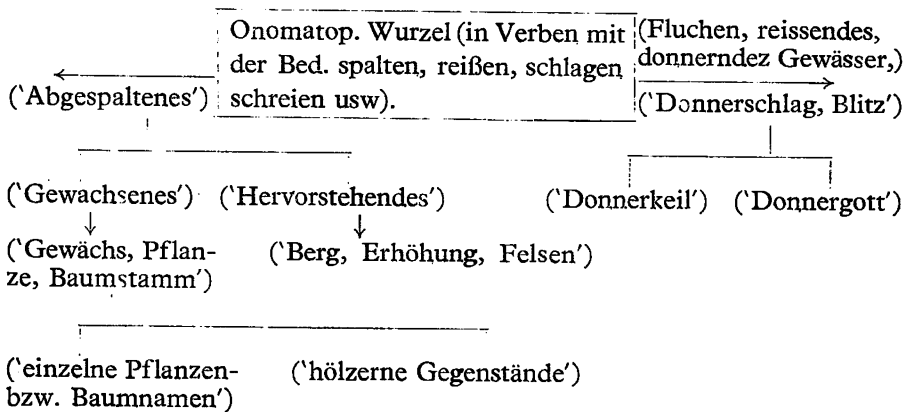 Onomatop. Wurzel (in Verben mit
der Bed. spalten, reißen, schlagen
schreien usw).
(Fluchen, reissendes,
donnerndez Gewässer,)
(‛Abgespaltenes’)
(‛Donnerschlag, Blitz’)
(‛Gewachsenes’) (‛Hervorstehendes’)
(‛Donnerkeil’) (‛Donnergott’)
(‛Gewächs, Pflan- (‛Berg, Erhöhung, Felsen’)
ze, Baumstamm’)
(‛einzelne Pflanzen- (‛hölzerne Gegenstände’)
bzw. Baumnamen’)